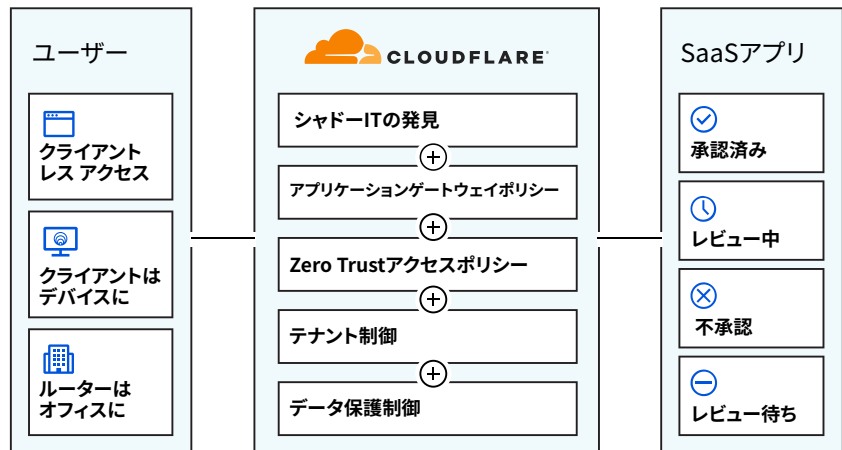 ユーザー
クライアント
レス アクセス
クライアントは
デバイスに
ルーターは
オフィスに
CLOUDFLARE
シャドーITの発見
アプリケーションゲートウェイポリシー
Zero Trustアクセスポリシー
テナント制御
データ保護制御
SaaSアプリ
承認済み
レビュー中
不承認
レビュー待ち